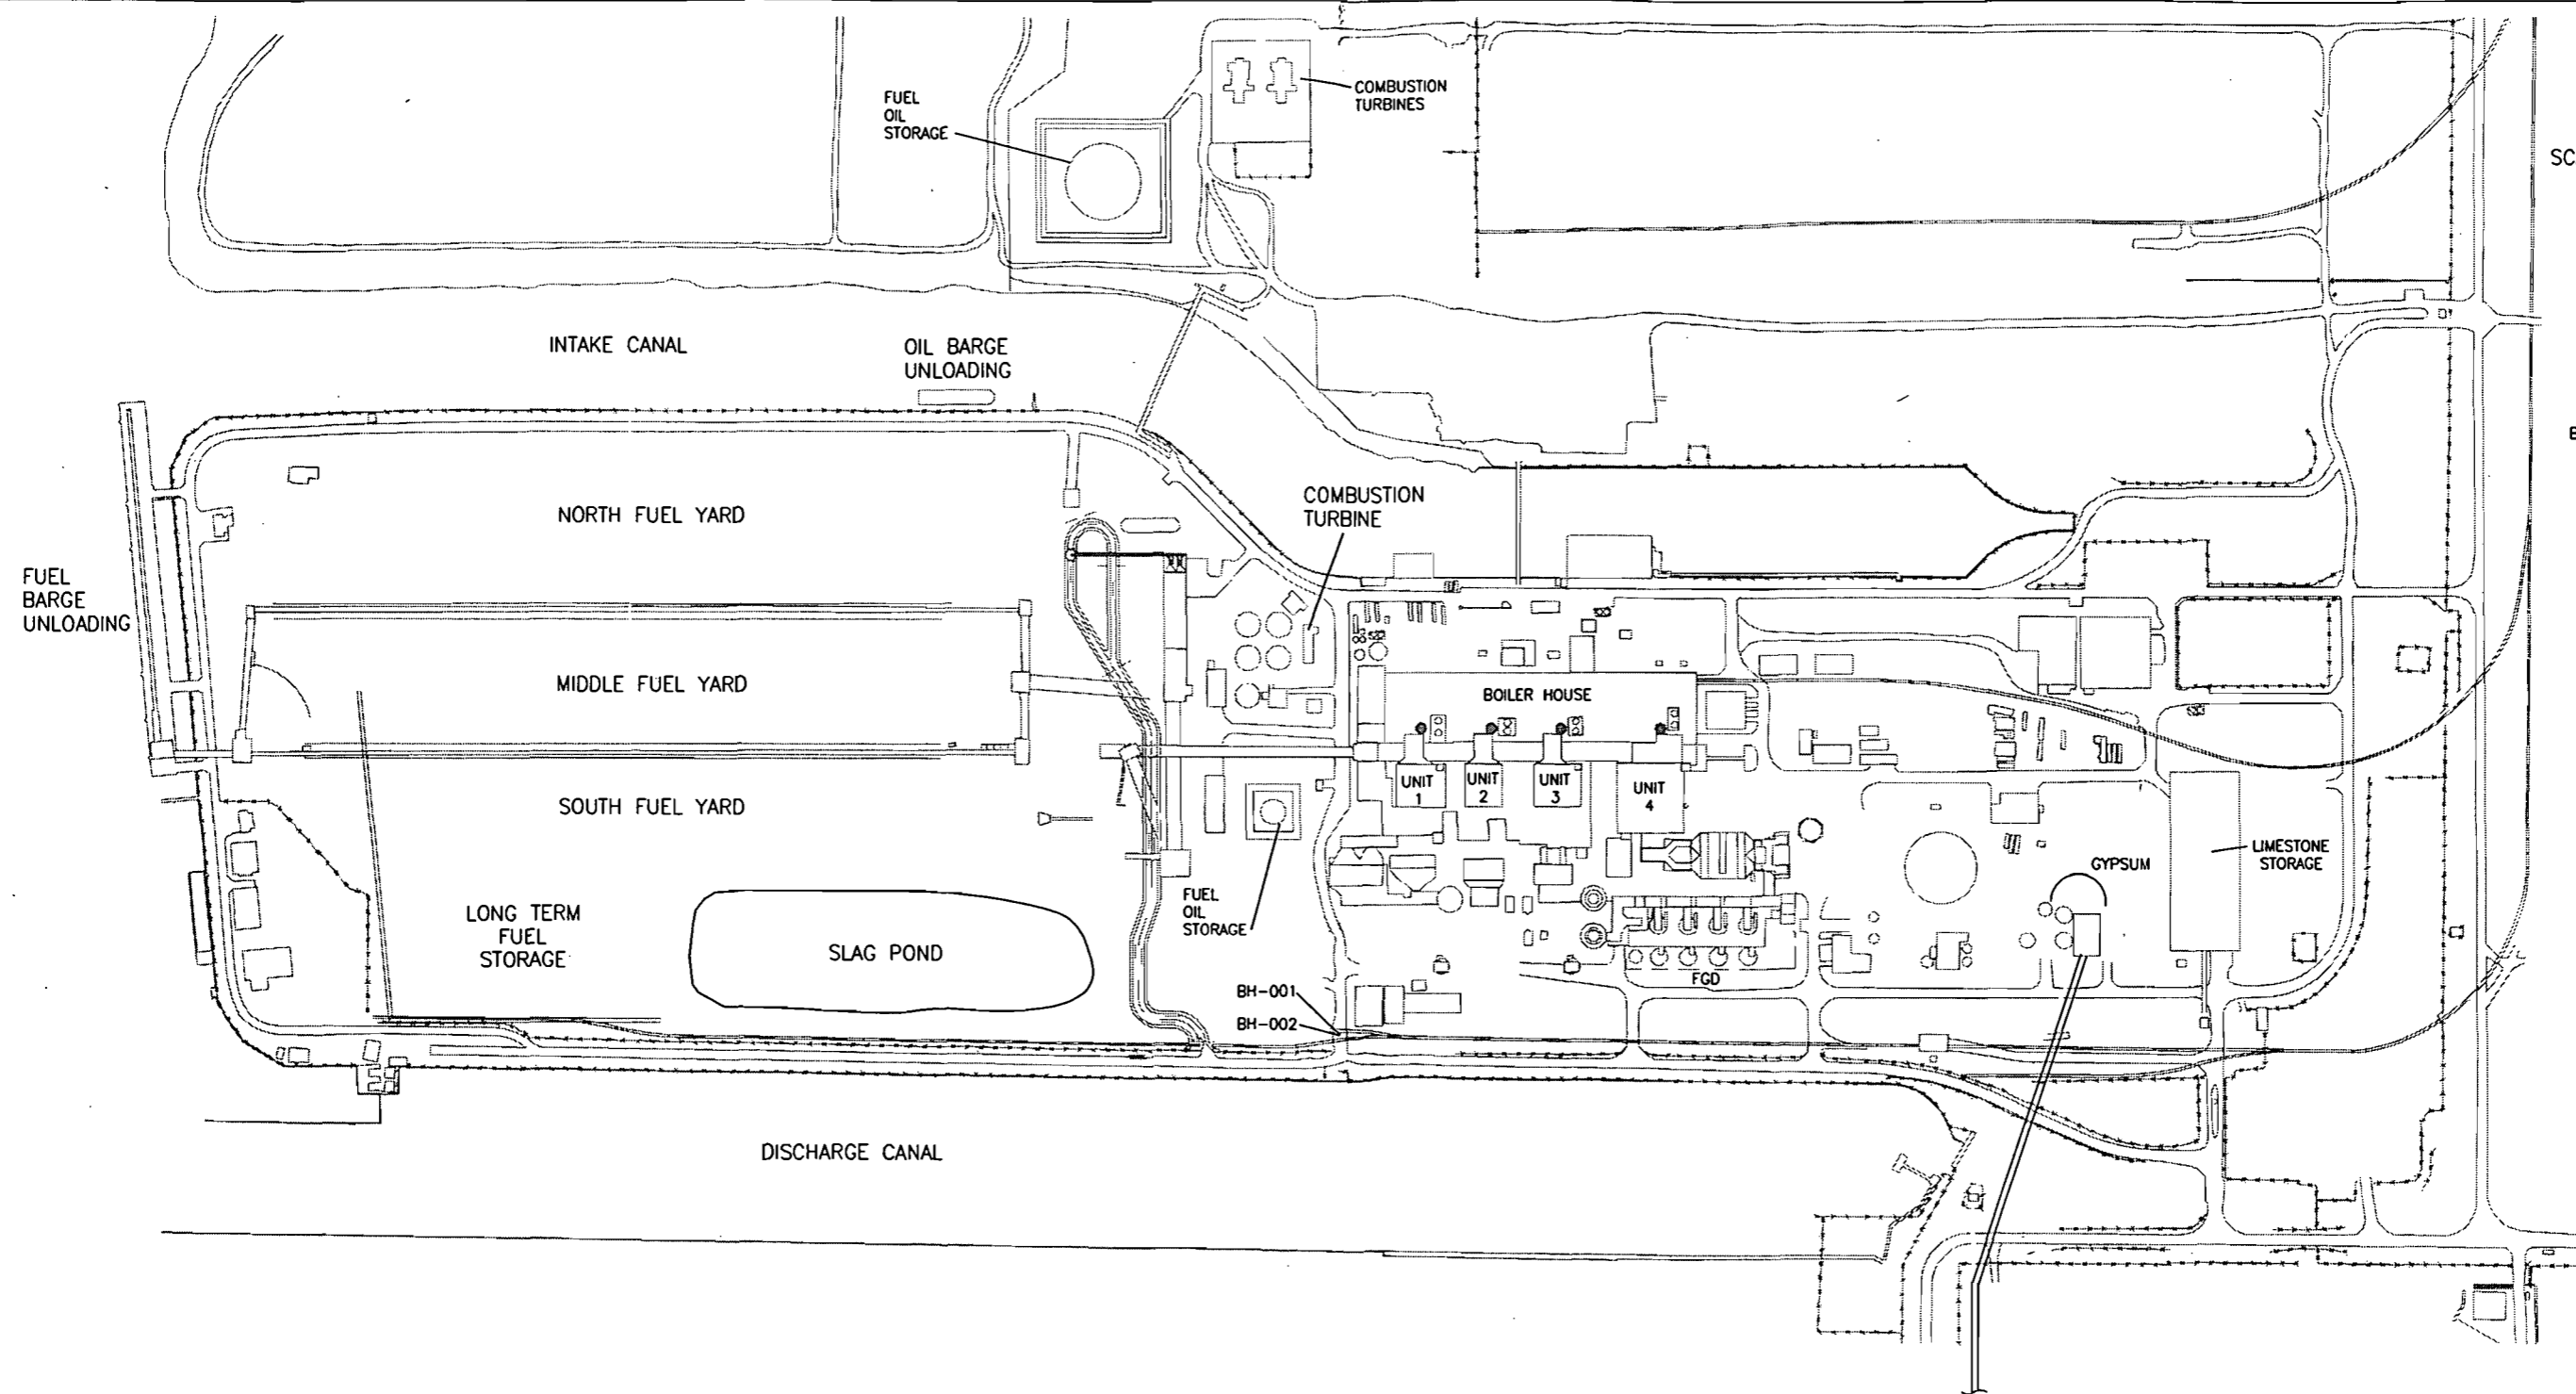 COMBUSTION
TURBINES
FUEL
OIL
STORAGE
SC
INTAKE CANAL
OIL BARGE
UNLOADING
NORTH FUEL YARD
COMBUSTION
TURBINE
FUEL
BARGE
UNLOADING
MIDDLE FUEL YARD
BOILER HOUSE
SOUTH FUEL YARD
UNIT
1
UNIT
2
UNIT
3
UNIT
4
LIMESTONE
STORAGE
GYPSUM
FUEL
OIL
STORAGE
LONG TERM
FUEL
STORAGE
SLAG POND
FGD
BH-001
BH-002
DISCHARGE CANAL